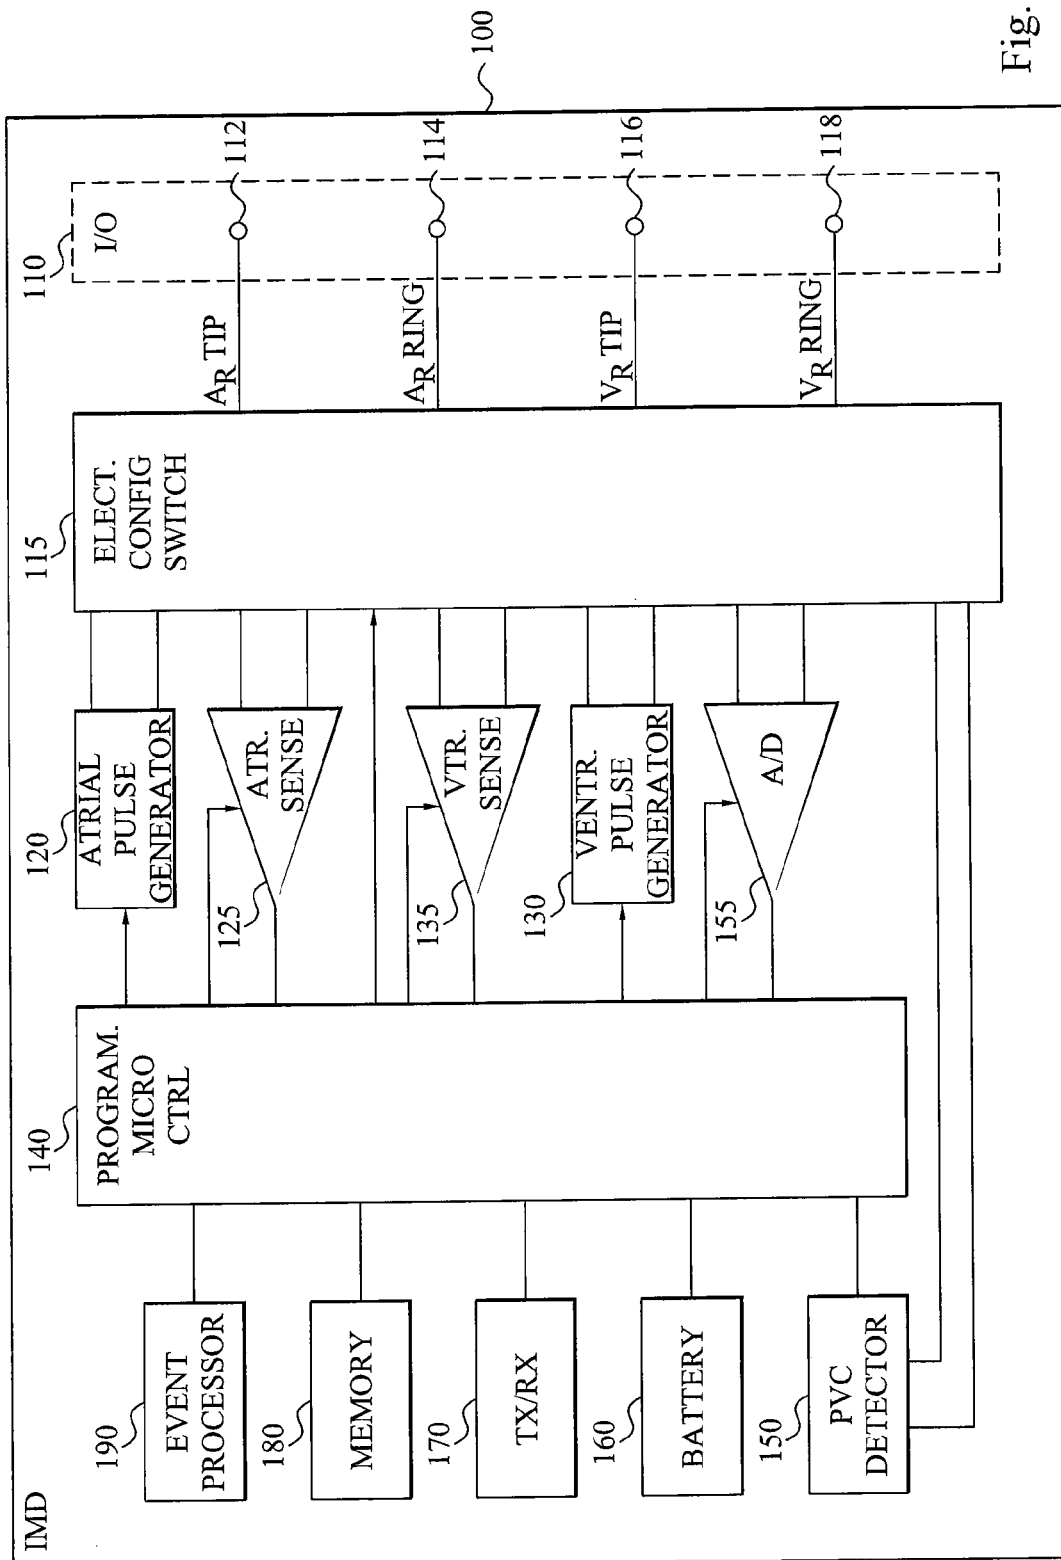 IMD
190
EVENT
PROCESSOR
180
MEMORY
170
TX/RX
160
BATTERY
150
PVC
DETECTOR
140
PROGRAM.
MICRO
CTRL
120
ATRIAL
PULSE
GENERATOR
125
ATR.
SENSE
135
VTR.
SENSE
130
VENTR.
PULSE
GENERATOR
155
A/D
115
ELECT.
CONFIG
SWITCH
AR TIP
AR RING
VR TIP
VR RING
110
I/O
112
114
116
118
100
Fig.